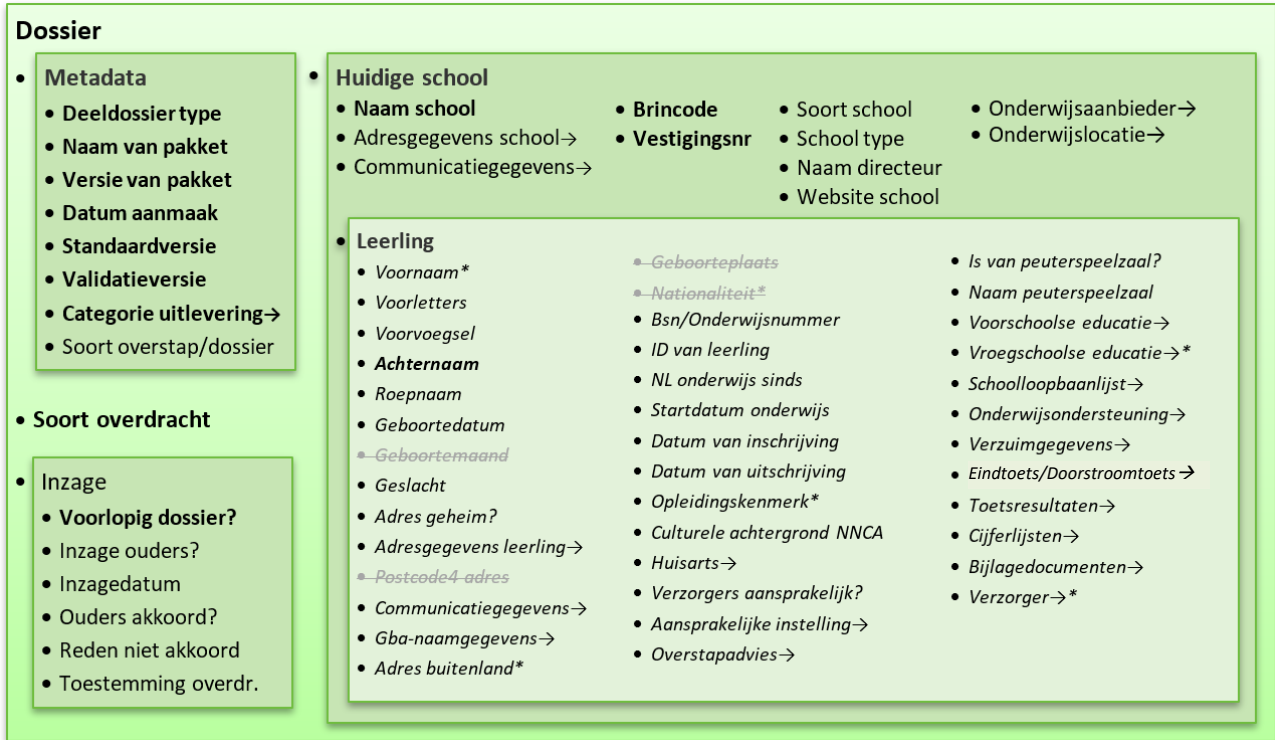 Dossier
• Metadata
• Deeldossier type
• Naam van pakket
• Versie van pakket
• Datum aanmaak
• Standaardversie
• Validatieversie
• Categorie uitlevering→
• Soort overstap/dossier
• Soort overdracht
• Inzage
• Voorlopig dossier?
• Inzage ouders?
• Inzagedatum
• Ouders akkoord?
• Reden niet akkoord
• Toestemming overdr.
• Huidige school
• Naam school
• Adresgegevens school→
• Communicatiegegevens→
• Brincode
• Vestigingsnr
• Soort school
• School type
• Naam directeur
• Website school
• Onderwijsaanbieder→
• Onderwijslocatie→
• Leerling
• Voornaam*
• Voorletters
• Voorvoegsel
• Achternaam
• Roepnaam
• Geboortedatum
• Geboortemaand
• Geslacht
• Adres geheim?
• Adresgegevens leerling→
• Postcode4 adres
• Communicatiegegevens→
• Gba-naamgegevens→
• Adres buitenland*
• Geboorteplaats
• Nationaliteit*
• Bsn/Onderwijsnummer
• ID van leerling
• NL onderwijs sinds
• Startdatum onderwijs
• Datum van inschrijving
• Datum van uitschrijving
• Opleidingskenmerk*
• Culturele achtergrond NNCA
• Huisarts→
• Verzorgers aansprakelijk?
• Aansprakelijke instelling→
• Overstapadvies→
• Is van peuterspeelzaal?
• Naam peuterspeelzaal
• Voorschoolse educatie→
• Vroegschoolse educatie→*
• Schoolloopbaanlijst→
• Onderwijsondersteuning→
• Verzuimgegevens→
• Eindtoets/Doorstroomtoets→
• Toetsresultaten→
• Cijferlijsten→
• Bijlagedocumenten→
• Verzorger→*